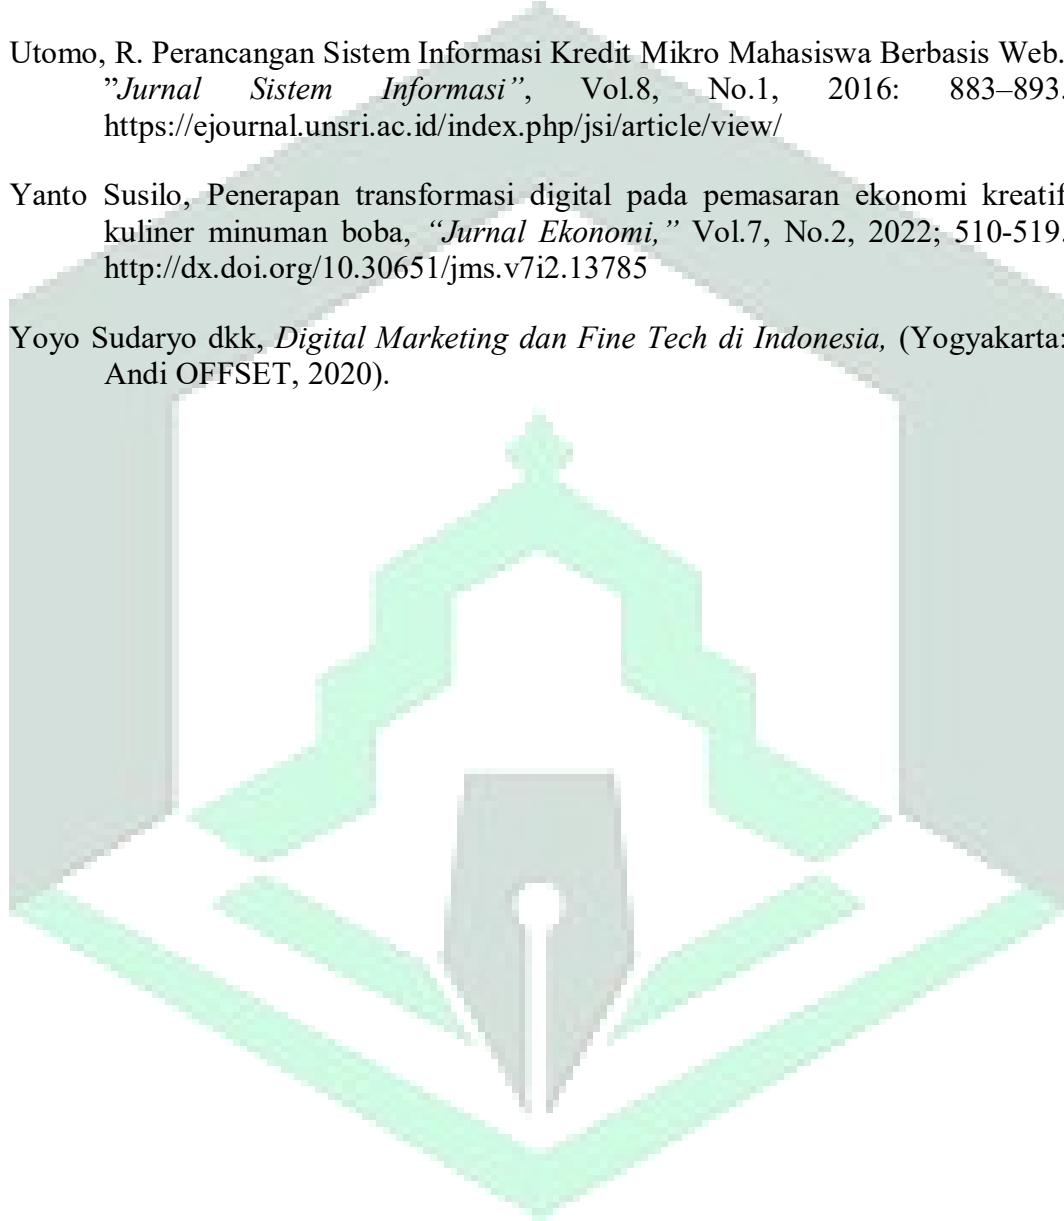 Utomo, R. Perancangan Sistem Informasi Kredit Mikro Mahasiswa Berbasis Web.
”Jurnal Sistem Informasi”, Vol.8, No.1, 2016: 883–893.
https://ejournal.unsri.ac.id/index.php/jsi/article/view/
Yanto Susilo, Penerapan transformasi digital pada pemasaran ekonomi kreatif
kuliner minuman boba, “Jurnal Ekonomi,” Vol.7, No.2, 2022; 510-519.
http://dx.doi.org/10.30651/jms.v7i2.13785
Yoyo Sudaryo dkk, Digital Marketing dan Fine Tech di Indonesia, (Yogyakarta:
Andi OFFSET, 2020).